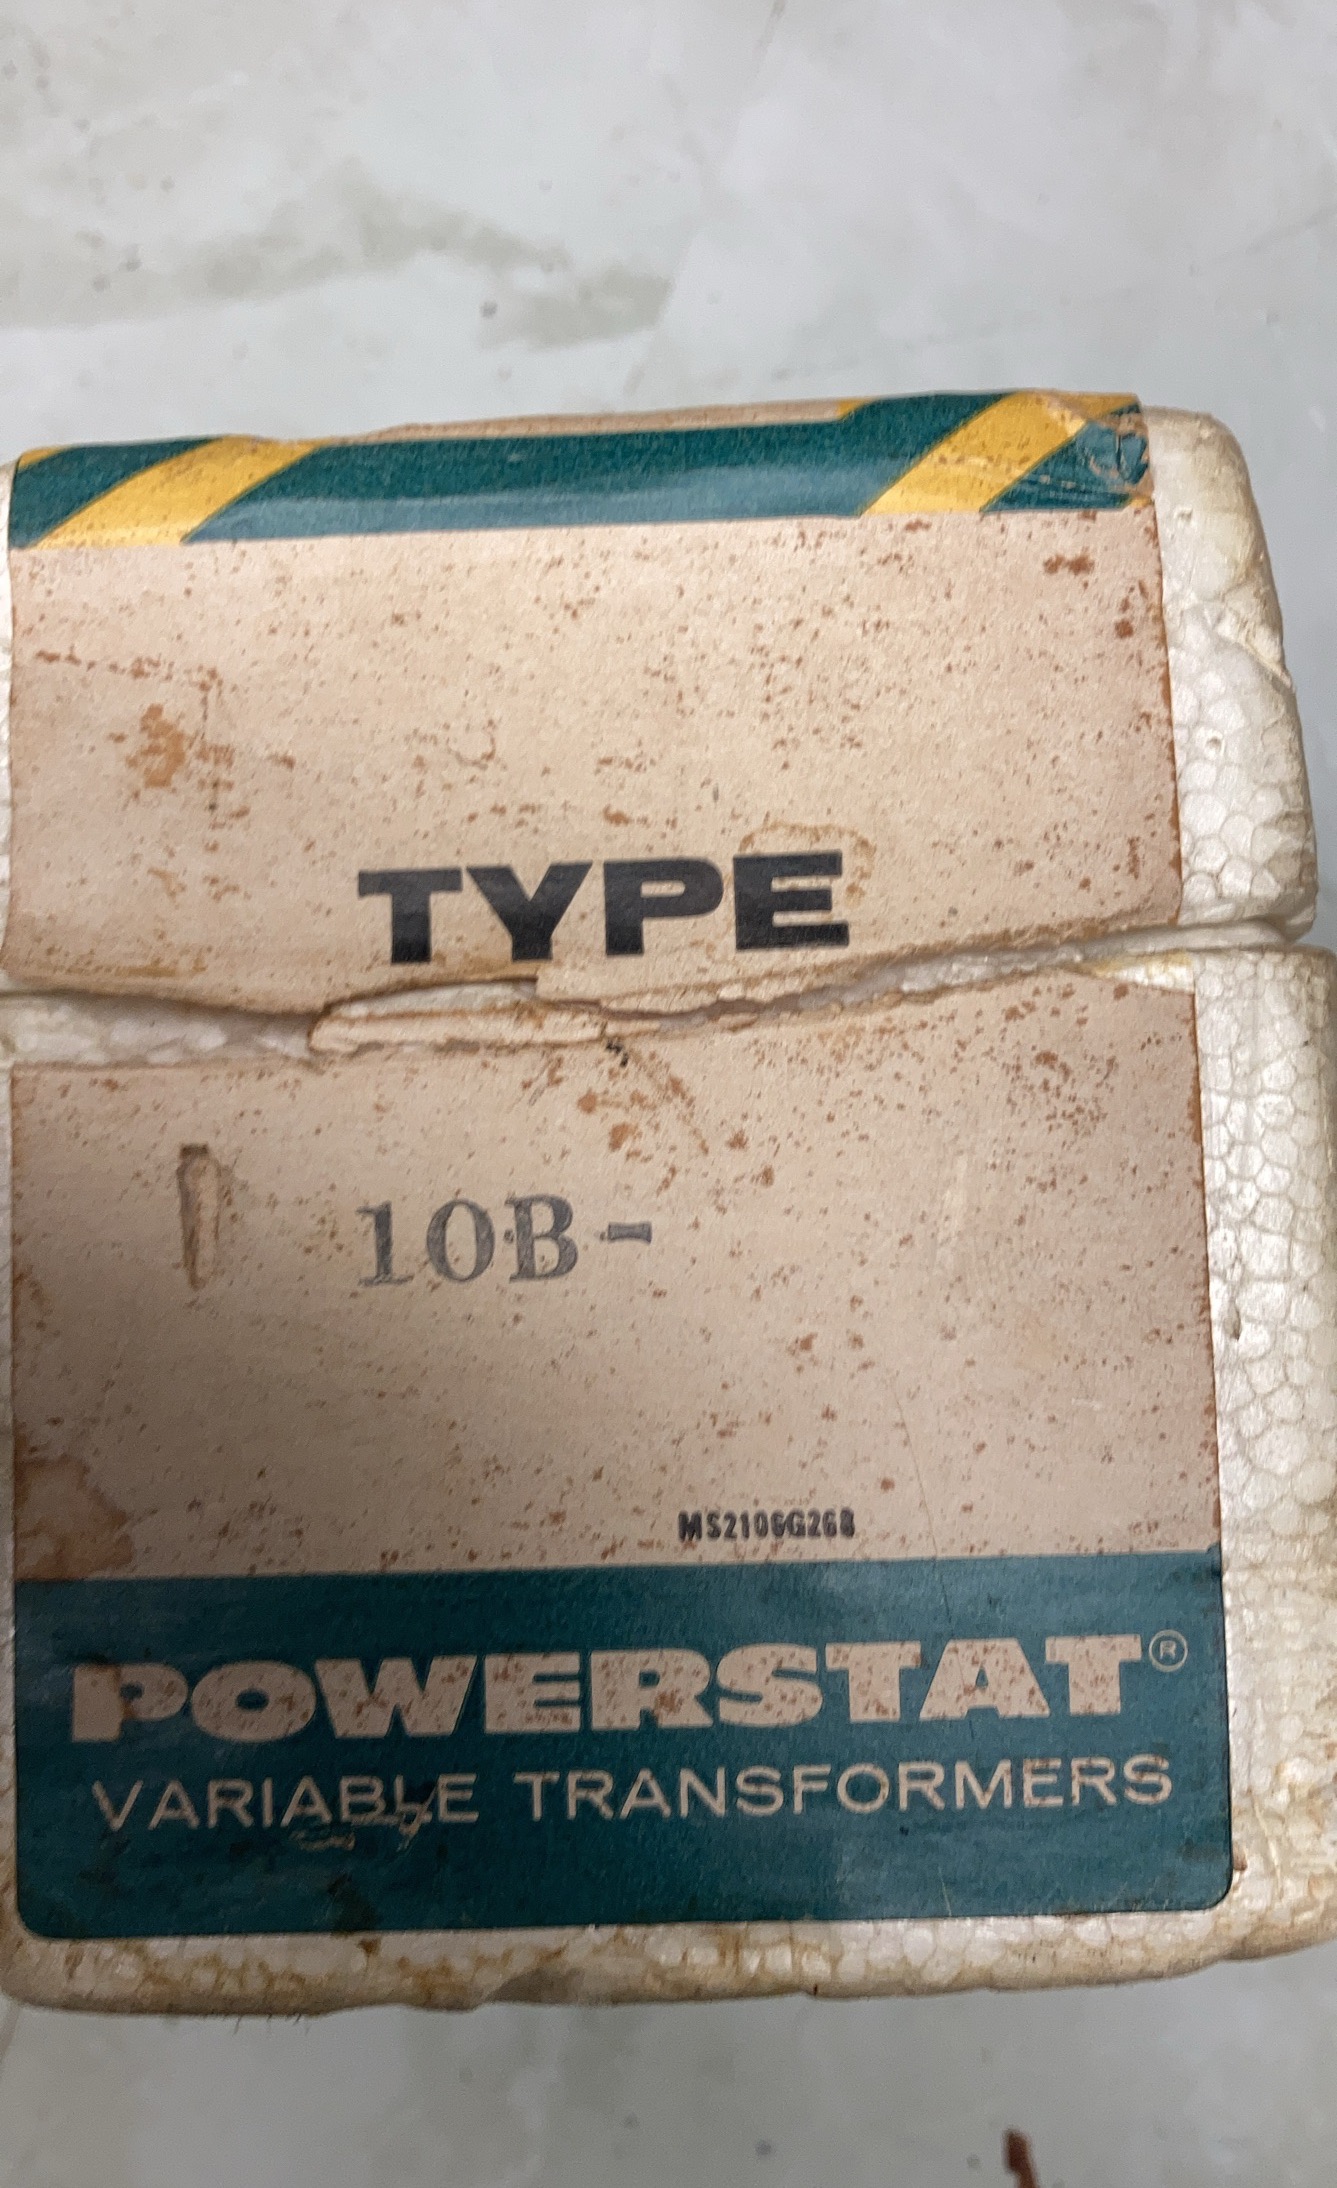 TYPE
10B-
MS2106G268
POWERSTAT®
VARIABLE TRANSFORMERS